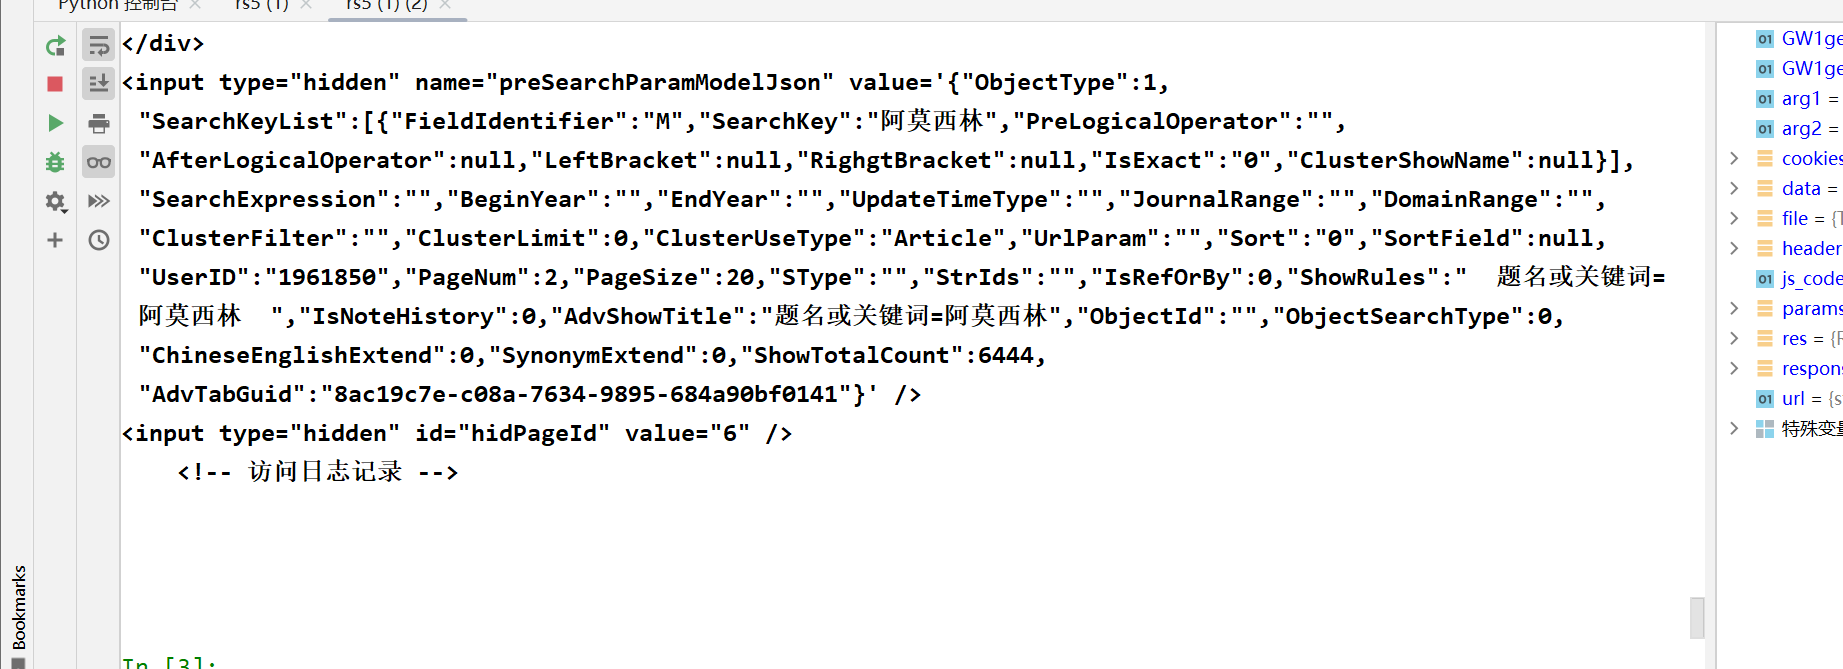 Python 控制台
rs5 (1)
rs5 (1) (2)
</div>
<input type="hidden" name="preSearchParamModelJson" value='{"ObjectType":1,
"SearchKeyList":[{"FieldIdentifier":"M","SearchKey":"阿莫西林","PreLogicalOperator":"",
"AfterLogicalOperator":null,"LeftBracket":null,"RighgtBracket":null,"IsExact":"0","ClusterShowName":null}],
"SearchExpression":"","BeginYear":"","EndYear":"","UpdateTimeType":"","JournalRange":"","DomainRange":"",
"ClusterFilter":"","ClusterLimit":0,"ClusterUseType":"Article","UrlParam":"","Sort":"0","SortField":null,
"UserID":"1961850","PageNum":2,"PageSize":20,"SType":"","StrIds":"","IsRefOrBy":0,"ShowRules":"  题名或关键词=
阿莫西林  ","IsNoteHistory":0,"AdvShowTitle":"题名或关键词=阿莫西林","ObjectId":"","ObjectSearchType":0,
"ChineseEnglishExtend":0,"SynonymExtend":0,"ShowTotalCount":6444,
"AdvTabGuid":"8ac19c7e-c08a-7634-9895-684a90bf0141"}' />
<input type="hidden" id="hidPageId" value="6" />
<!-- 访问日志记录 -->
In [3]:
Bookmarks
01 GW1ge
01 GW1ge
01 arg1 =
01 arg2 =
cookies
data =
file = {T
header
01 js_code
params
res = {R
respons
01 url = {s
特殊变量